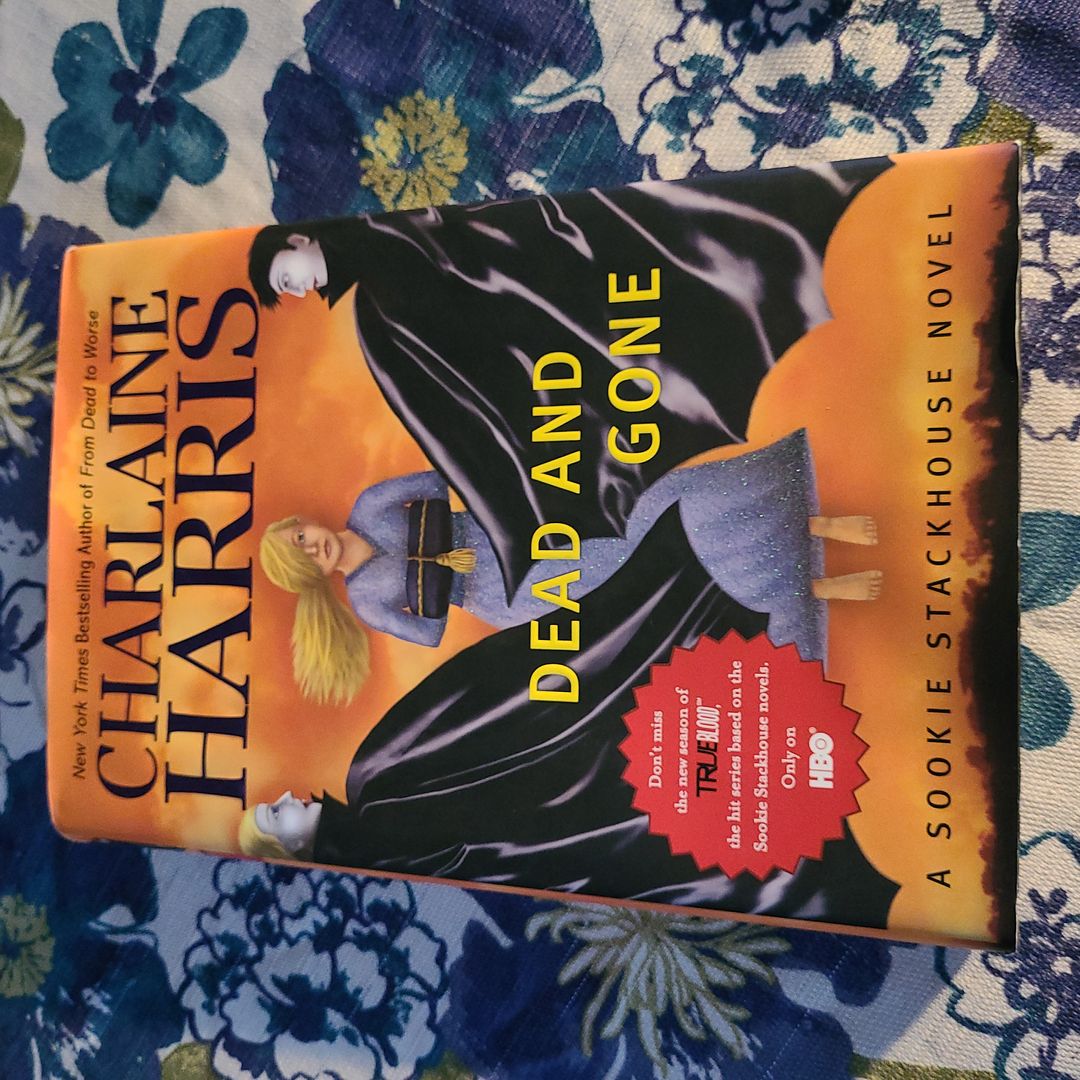 New York Times Bestselling Author of From Dead to Worse
CHARLAINE
HARRIS
DEAD AND
GONE
Don't miss
the new season of
TRUEBLOOD,™
the hit series based on the
Sookie Stackhouse novels.
Only on
HBO®
A SOOKIE STACKHOUSE NOVEL